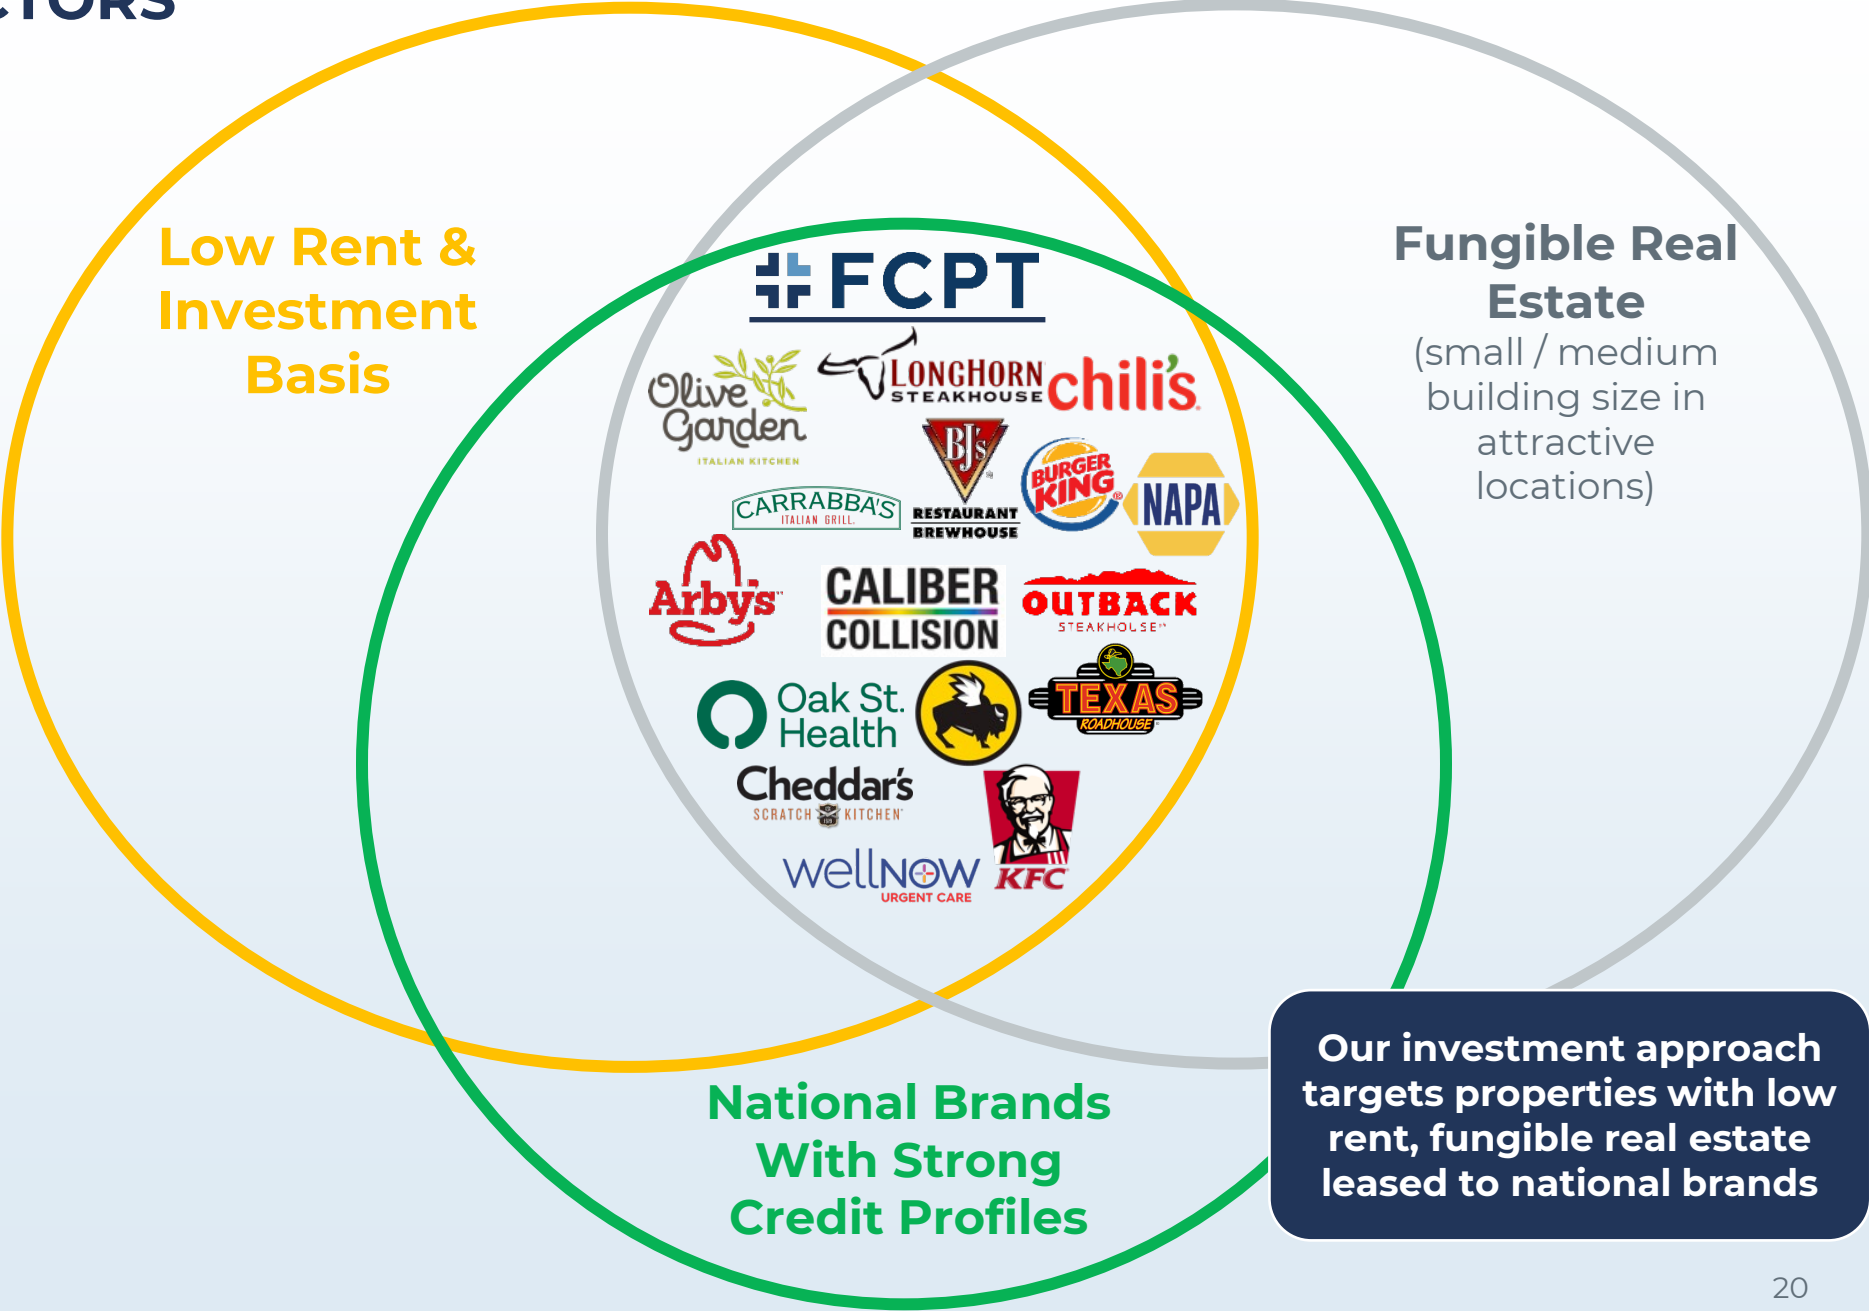 CTORS
Low Rent &
Investment
Basis
Fungible Real
Estate
(small / medium
building size in
attractive
locations)
FCPT
Olive
Garden
ITALIAN KITCHEN
LONGHORN
STEAKHOUSE
chili's
BJ's
RESTAURANT
BREWHOUSE
BURGER
KING
NAPA
CARRABBA'S
ITALIAN GRILL
Arby's
CALIBER
COLLISION
OUTBACK
STEAKHOUSE
Oak St.
Health
TEXAS
ROADHOUSE
Cheddar's
SCRATCH KITCHEN
KFC
wellNOW
URGENT CARE
National Brands
With Strong
Credit Profiles
Our investment approach
targets properties with low
rent, fungible real estate
leased to national brands
20